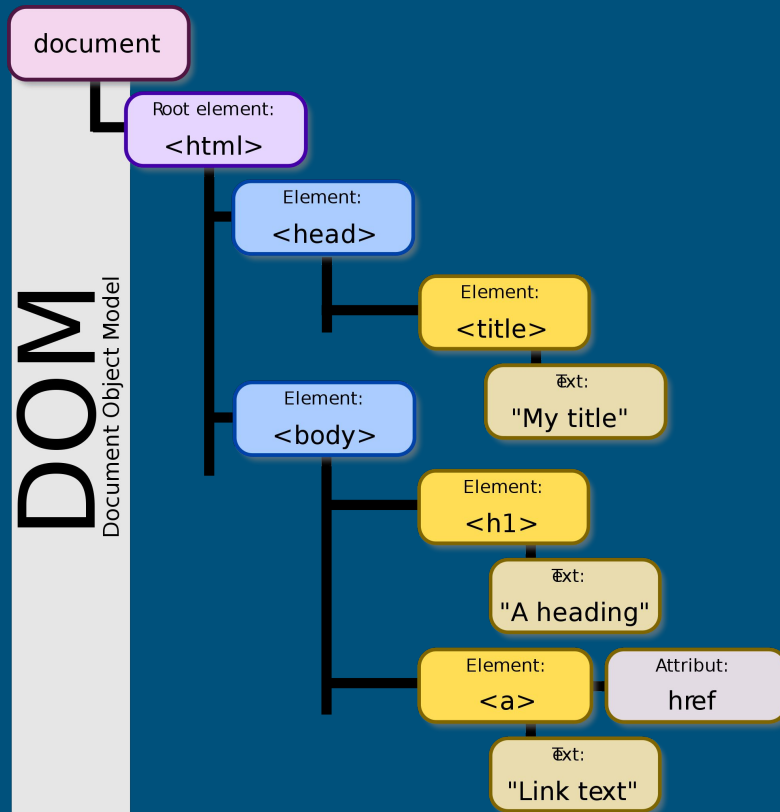 document
Root element:
<html>
Element:
<head>
Element:
<title>
Text:
"My title"
Element:
<body>
Element:
<h1>
Text:
"A heading"
Element:
<a>
Attribut:
href
Text:
"Link text"
DOM
Document Object Model